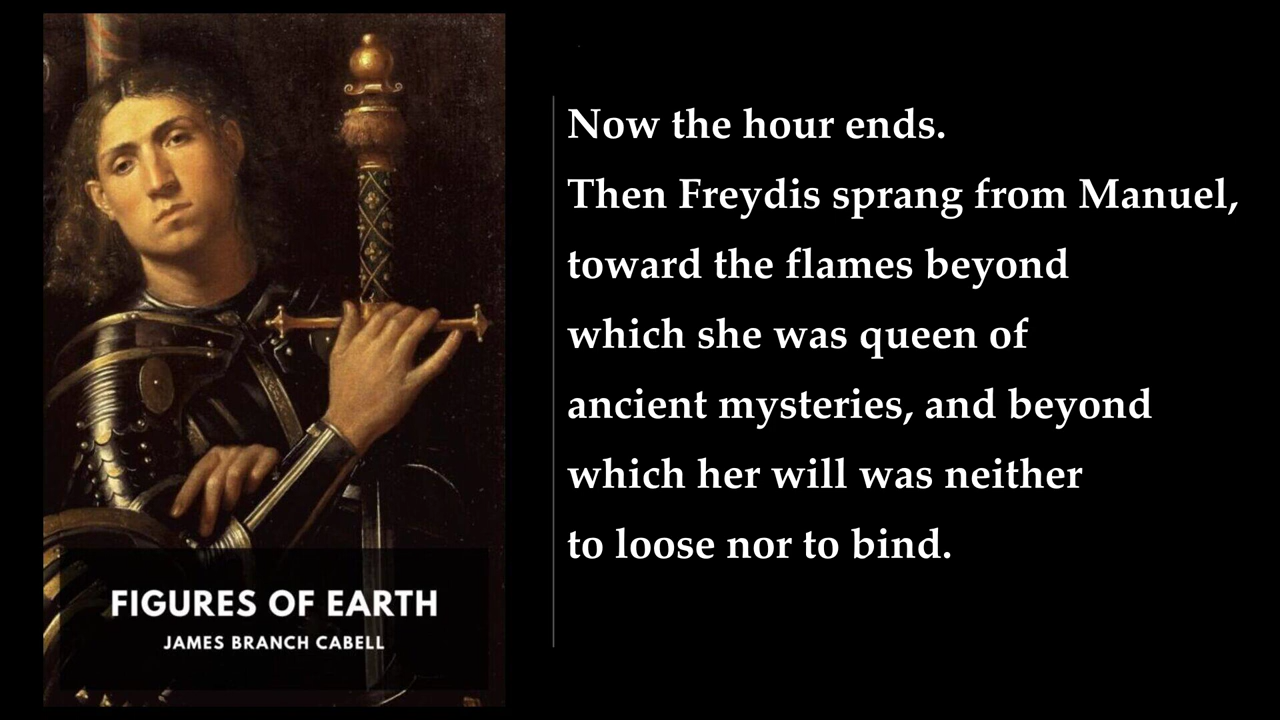 FIGURES OF EARTH
JAMES BRANCH CABELL
Now the hour ends.
Then Freydis sprang from Manuel,
toward the flames beyond
which she was queen of
ancient mysteries, and beyond
which her will was neither
to loose nor to bind.